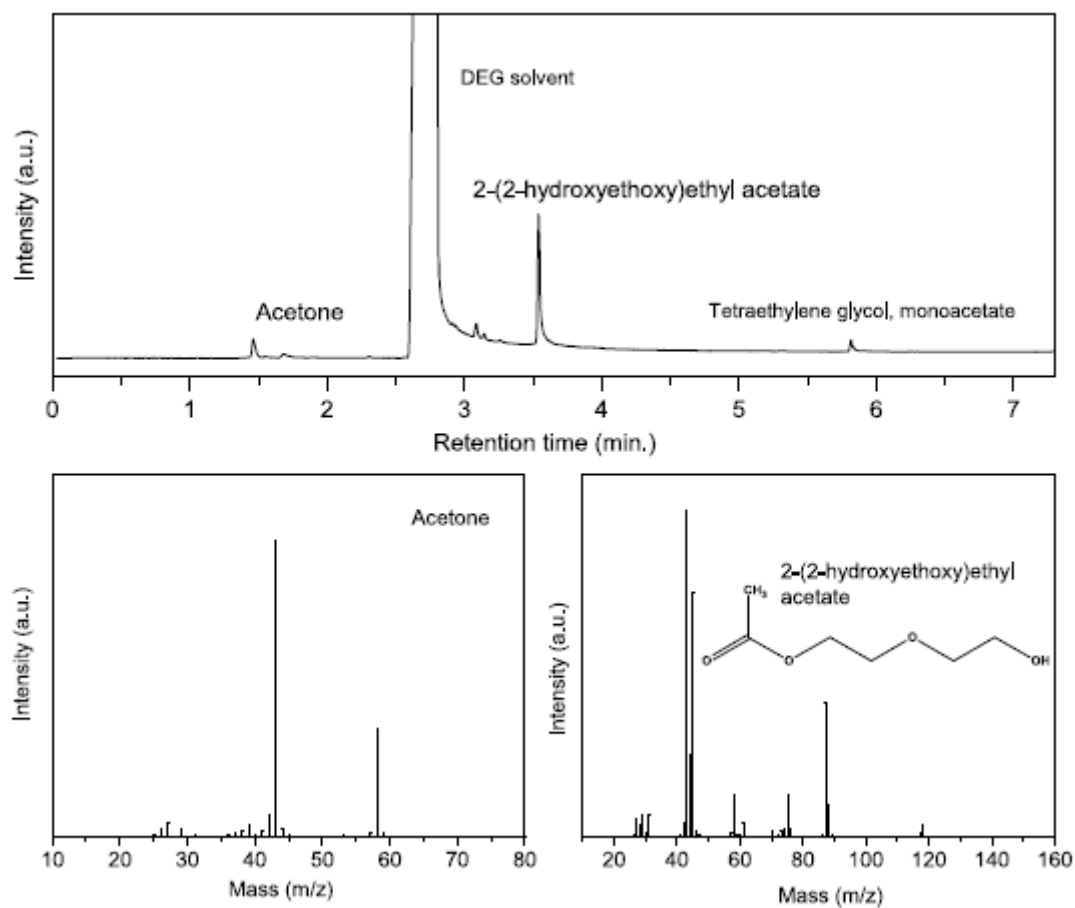 DEG solvent
2-(2-hydroxyethoxy)ethyl acetate
Acetone
Tetraethylene glycol, monoacetate
Intensity (a.u.)
0 1 2 3 4 5 6 7
Retention time (min.)
Acetone
Intensity (a.u.)
10 20 30 40 50 60 70 80
Mass (m/z)
2-(2-hydroxyethoxy)ethyl
acetate
CH3
O
O
O
OH
Intensity (a.u.)
20 40 60 80 100 120 140 160
Mass (m/z)